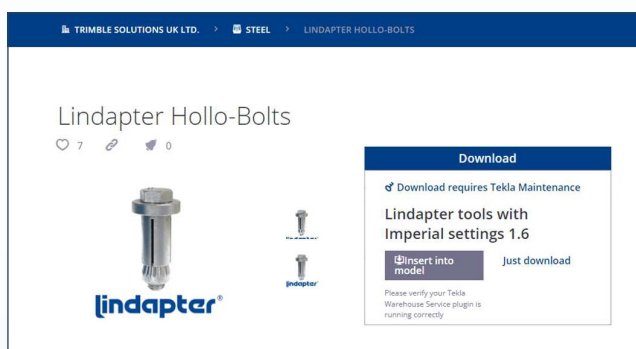 TRIMBLE SOLUTIONS UK LTD. > STEEL > LINDAPTER HOLLO-BOLTS
Lindapter Hollo-Bolts
7 0
Download
Download requires Tekla Maintenance
Lindapter tools with
Imperial settings 1.6
Insert into
model
Just download
Please verify your Tekla
Warehouse Service plugin is
running correctly
lindapter®
lindapter